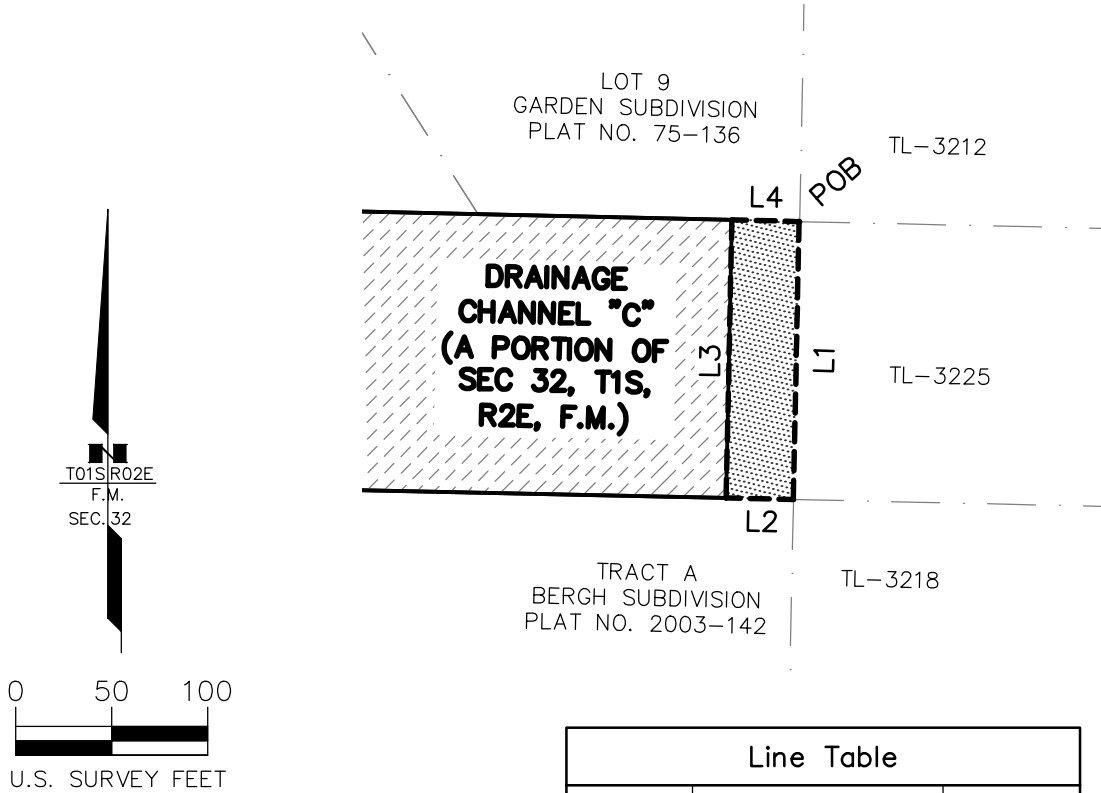 LOT 9
GARDEN SUBDIVISION
PLAT NO. 75-136
TL-3212
POB
L4
DRAINAGE
CHANNEL "C"
(A PORTION OF
SEC 32, T1S,
R2E, F.M.)
L3
L1
TL-3225
N
T01S R02E
F.M.
SEC. 32
L2
TRACT A
BERGH SUBDIVISION
PLAT NO. 2003-142
TL-3218
0 50 100
U.S. SURVEY FEET
Line Table